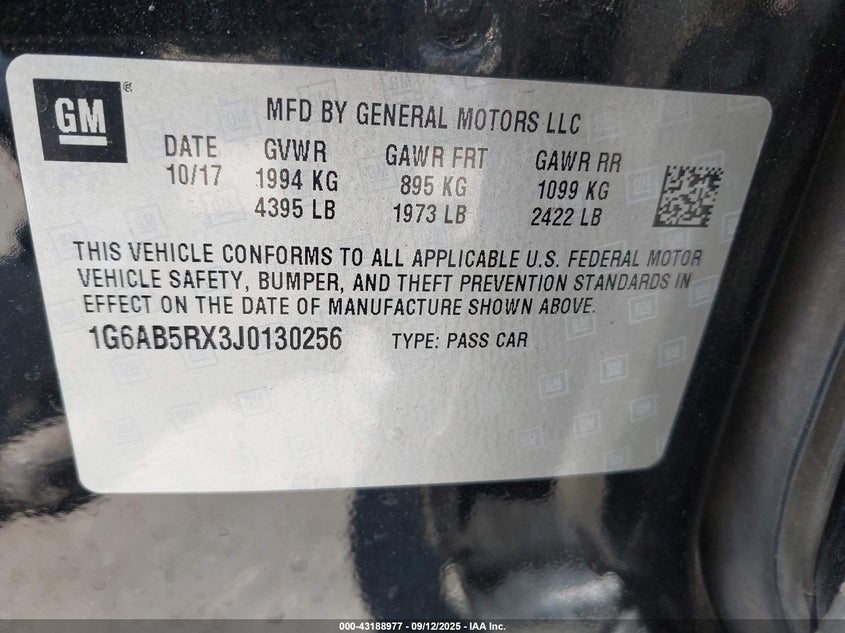 GM
MFD BY GENERAL MOTORS LLC
DATE GVWR GAWR FRT GAWR RR
10/17 1994 KG 895 KG 1099 KG
4395 LB 1973 LB 2422 LB
THIS VEHICLE CONFORMS TO ALL APPLICABLE U.S. FEDERAL MOTOR
VEHICLE SAFETY, BUMPER, AND THEFT PREVENTION STANDARDS IN
EFFECT ON THE DATE OF MANUFACTURE SHOWN ABOVE.
1G6AB5RX3J0130256 TYPE: PASS CAR
000-43188977 - 09/12/2025 - IAA, LLC